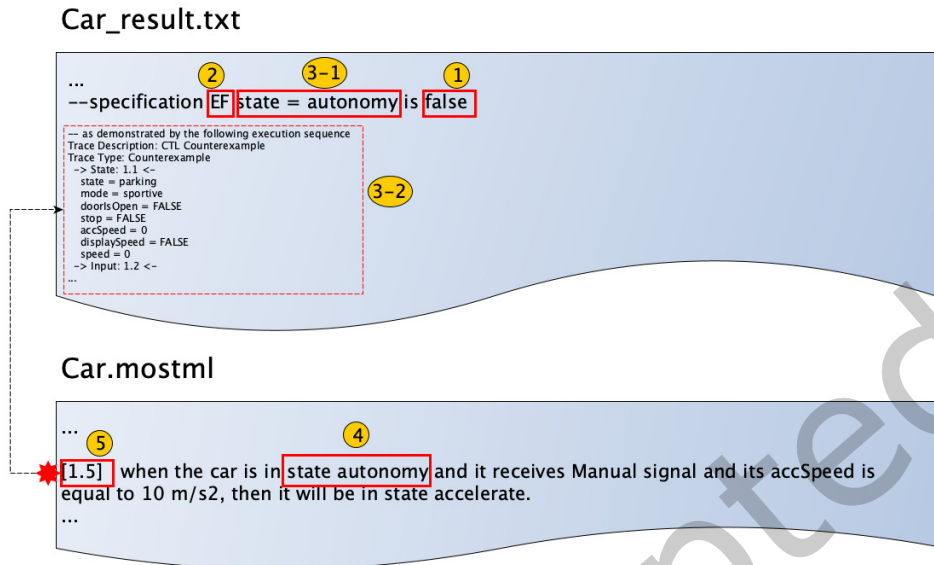 Car_result.txt
...
2
3-1
1
--specification EF state = autonomy is false
-- as demonstrated by the following execution sequence
Trace Description: CTL Counterexample
Trace Type: Counterexample
-> State: 1.1 <-
state = parking
mode = sportive
doorIsOpen = FALSE
stop = FALSE
accSpeed = 0
displaySpeed = FALSE
speed = 0
-> Input: 1.2 <-
...
3-2
Car.mostml
...
5
4
[1.5] when the car is in state autonomy and it receives Manual signal and its accSpeed is
equal to 10 m/s2, then it will be in state accelerate.
...